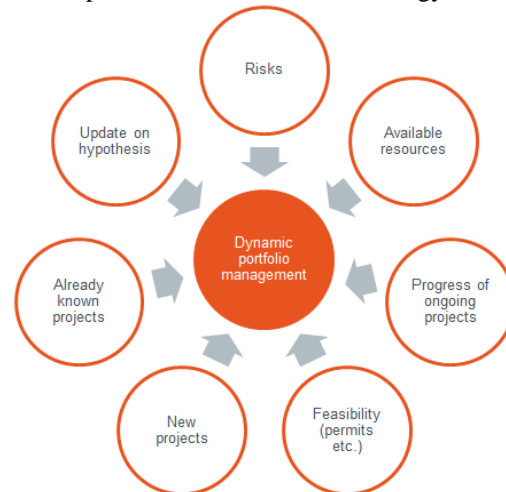 Risks
Update on
hypothesis
Available
resources
Dynamic
portfolio
management
Already
known
projects
Progress of
ongoing
projects
New
projects
Feasibility
(permits
etc.)